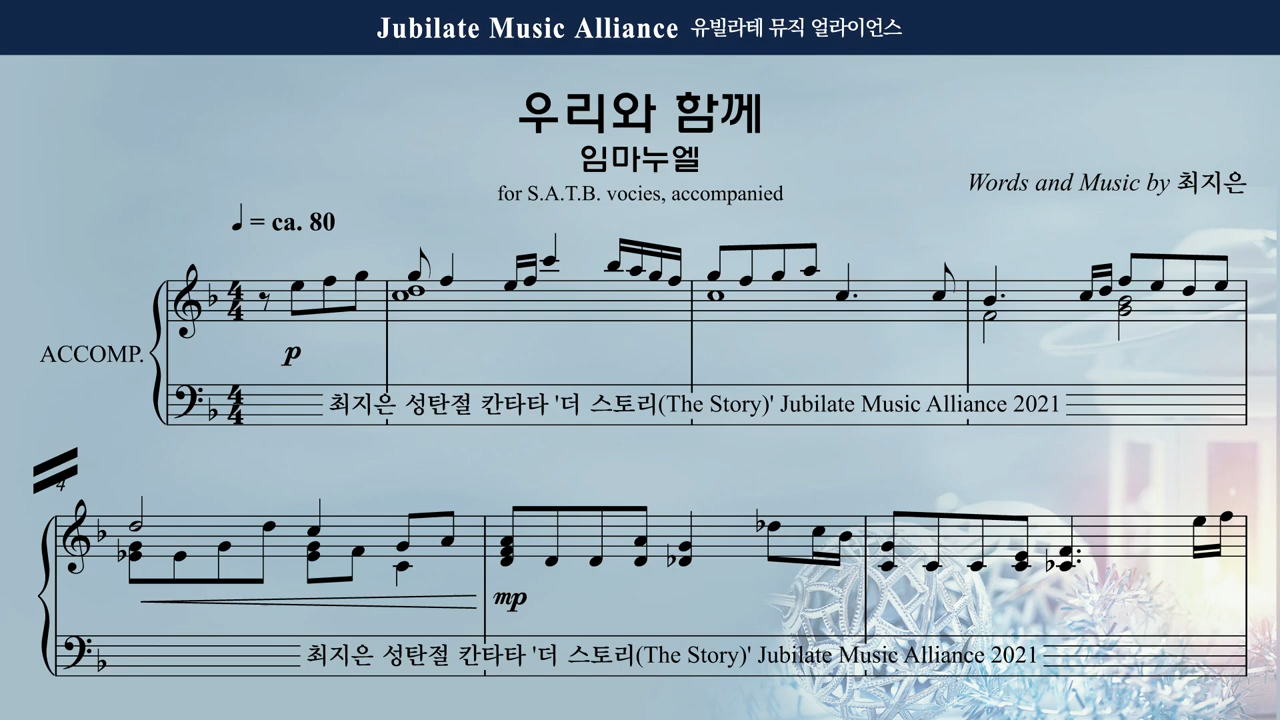 Jubilate Music Alliance 유빌라테 뮤직 얼라이언스
우리와 함께
임마누엘
for S.A.T.B. vocies, accompanied
Words and Music by 최지은
♩ = ca. 80
ACCOMP.
p
최지은 성탄절 칸타타 '더 스토리(The Story)' Jubilate Music Alliance 2021
4
mp
최지은 성탄절 칸타타 '더 스토리(The Story)' Jubilate Music Alliance 2021